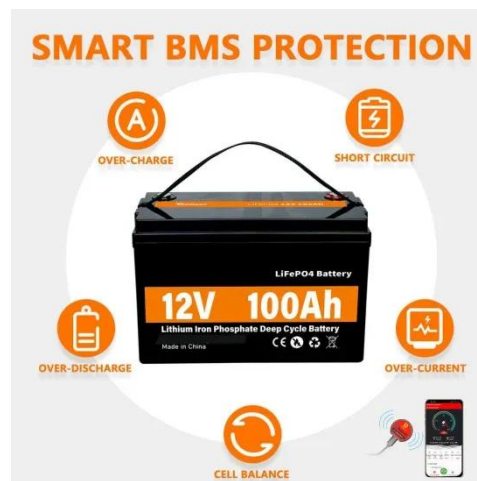 SMART BMS PROTECTION
A
OVER-CHARGE
SHORT CIRCUIT
LiFePO4 Battery
12V 100Ah
Lithium Iron Phosphate Deep Cycle Battery
Made in China
CE
OVER-DISCHARGE
OVER-CURRENT
CELL BALANCE